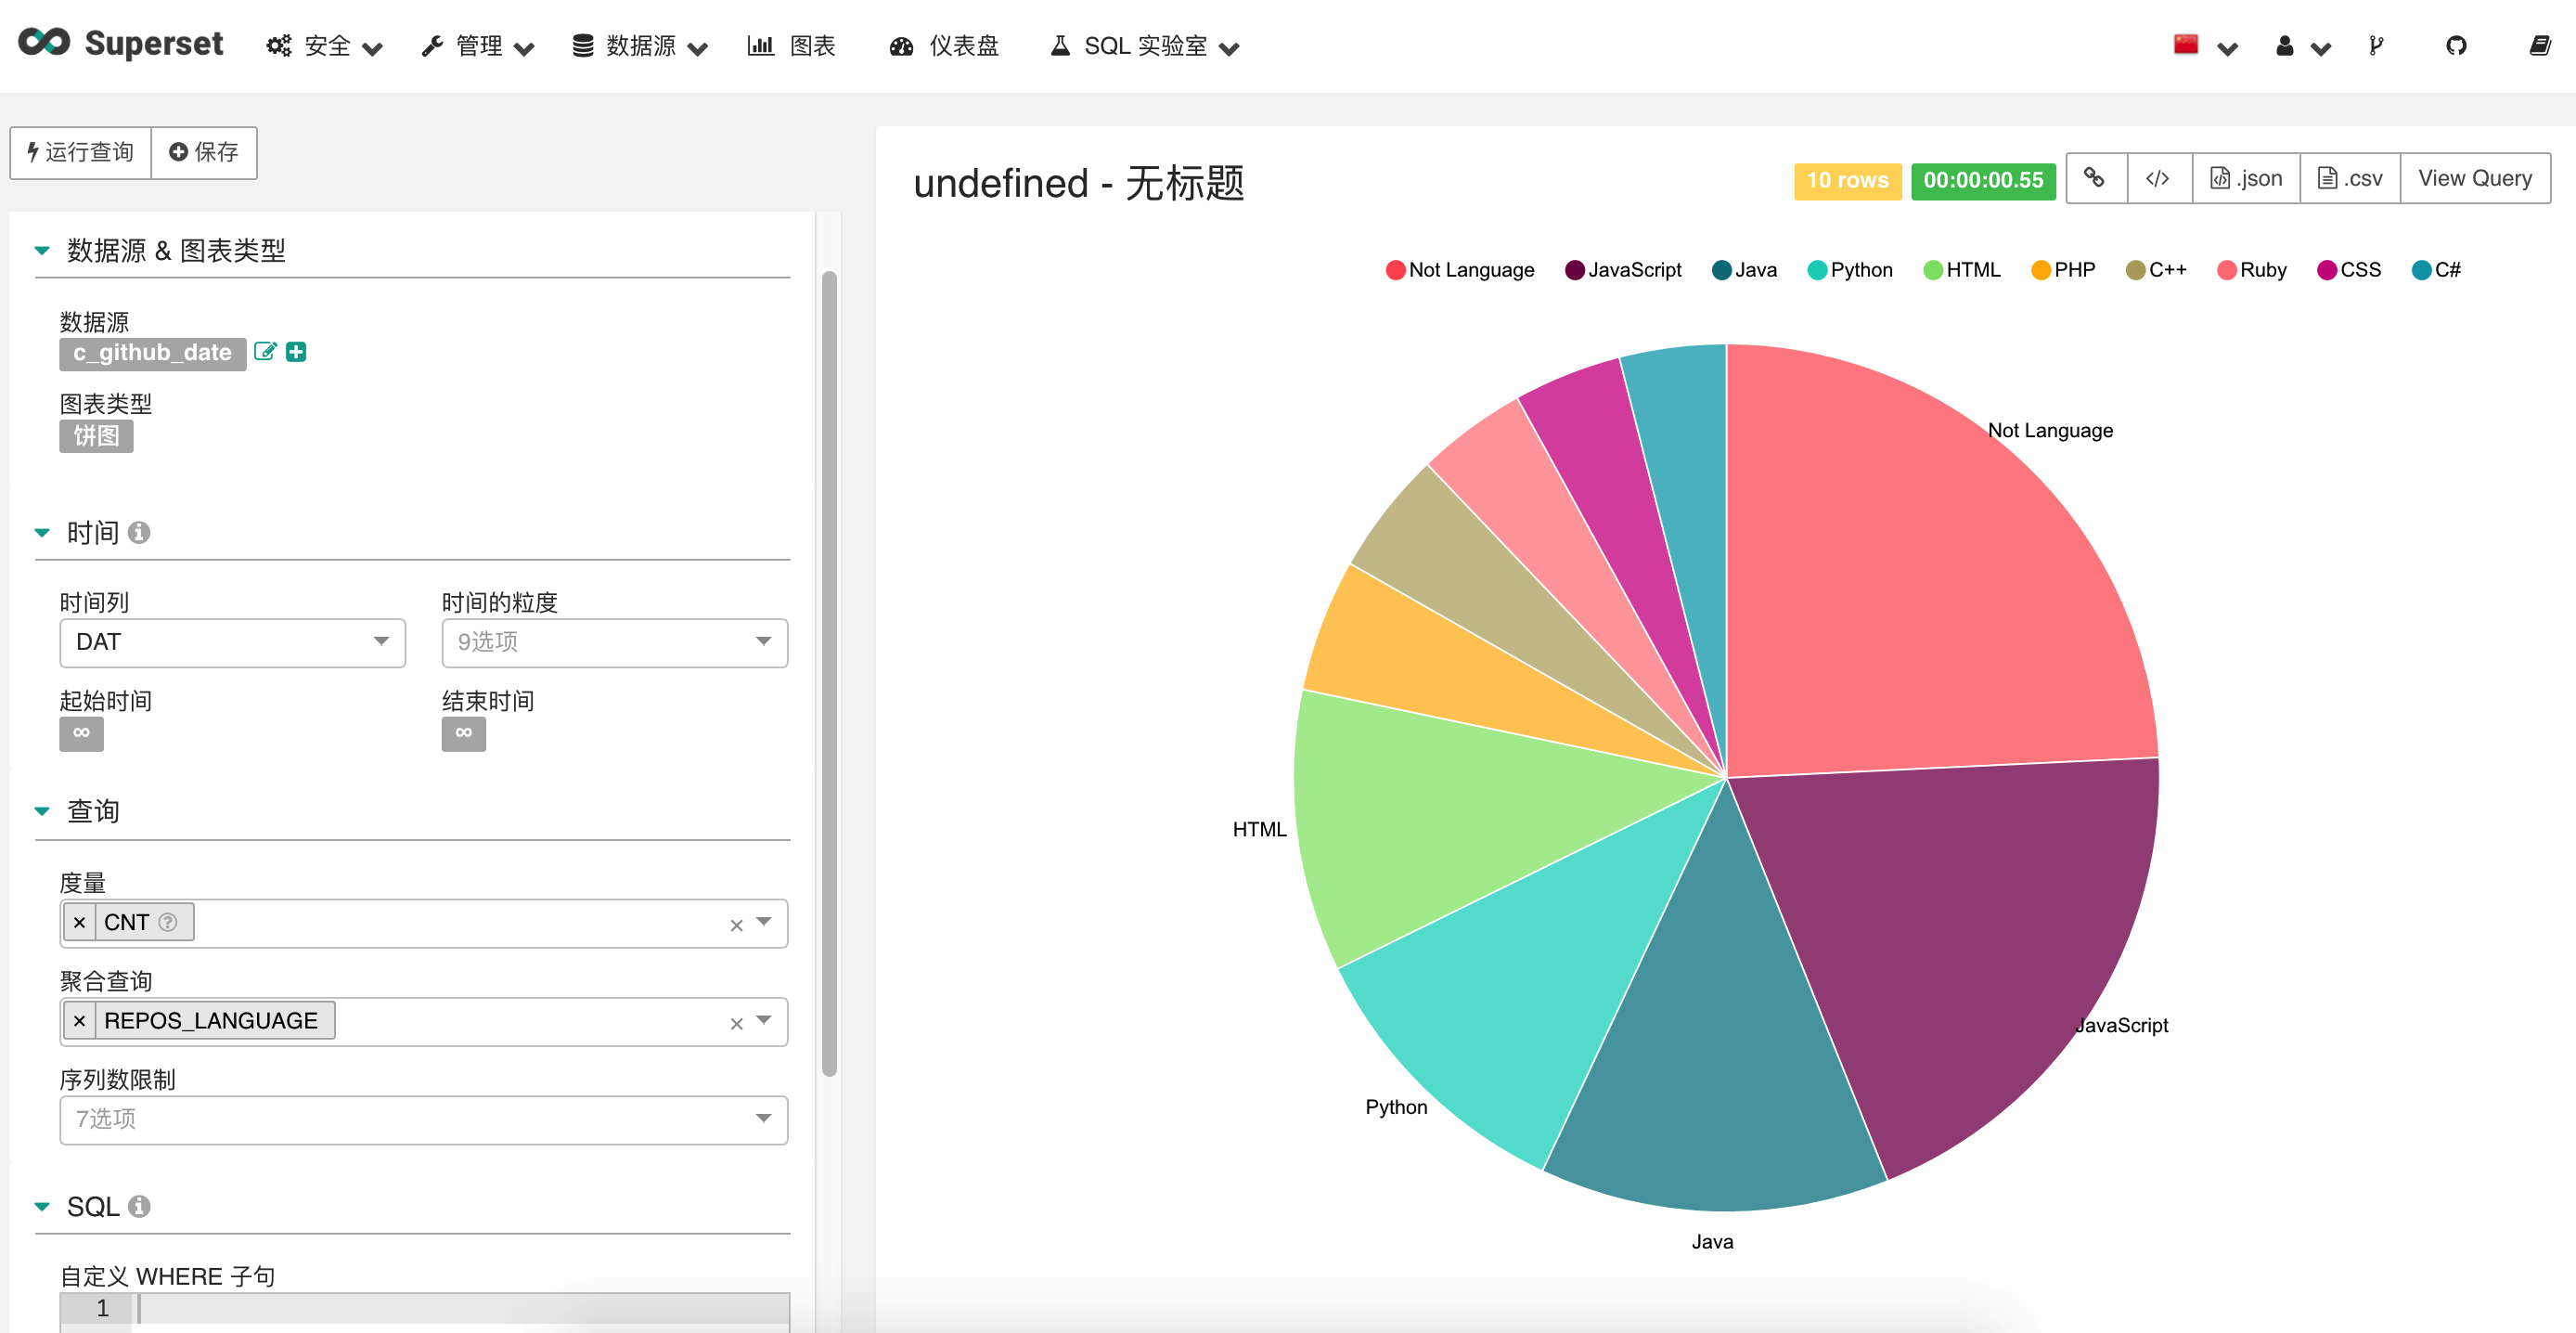 Superset 安全 管理 数据源 图表 仪表盘 SQL 实验室
运行查询 保存
数据源 & 图表类型
数据源
c_github_date
图表类型
饼图
时间
时间列 时间的粒度
DAT 9选项
起始时间 结束时间
∞ ∞
查询
度量
× CNT ? ×
聚合查询
× REPOS_LANGUAGE ×
序列数限制
7选项
SQL
自定义 WHERE 子句
1
undefined - 无标题
10 rows 00:00:00.55 </> .json .csv View Query
Not Language JavaScript Java Python HTML PHP C++ Ruby CSS C#
Not Language
HTML
JavaScript
Python
Java